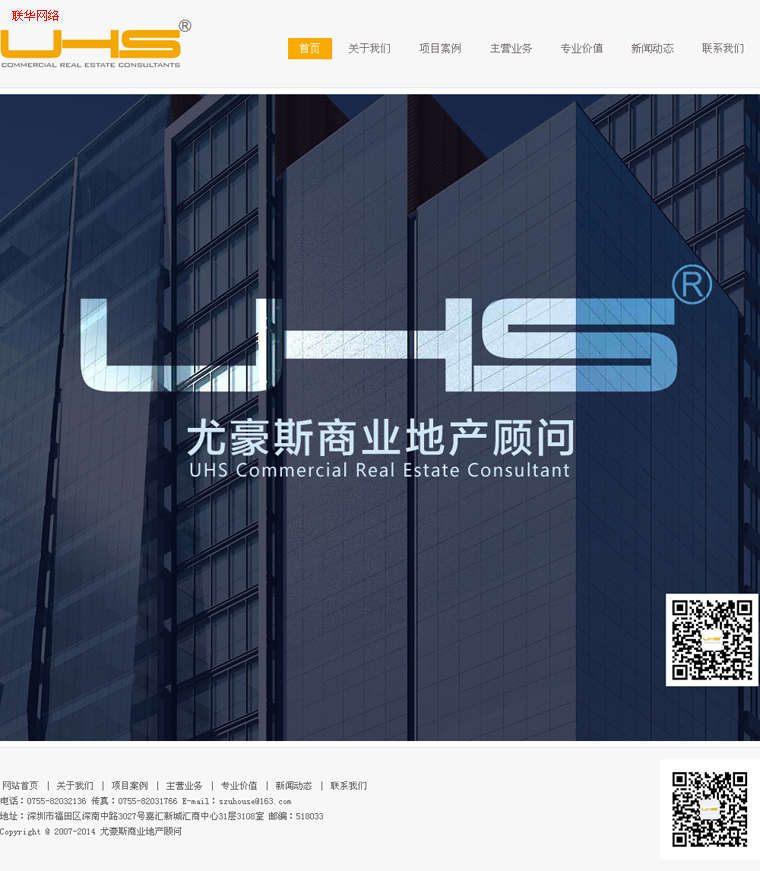 联华网络
UHS®
COMMERCIAL REAL ESTATE CONSULTANTS
首页 关于我们 项目案例 主营业务 专业价值 新闻动态 联系我们
UHS®
尤豪斯商业地产顾问
UHS Commercial Real Estate Consultant
网站首页 | 关于我们 | 项目案例 | 主营业务 | 专业价值 | 新闻动态 | 联系我们
电话：0755-82032136 传真：0755-82031766 E-mail：szuhouse@163.com
地址：深圳市福田区深南中路3027号嘉汇新城汇商中心31层3108室 邮编：518033
Copyright @ 2007-2014 尤豪斯商业地产顾问